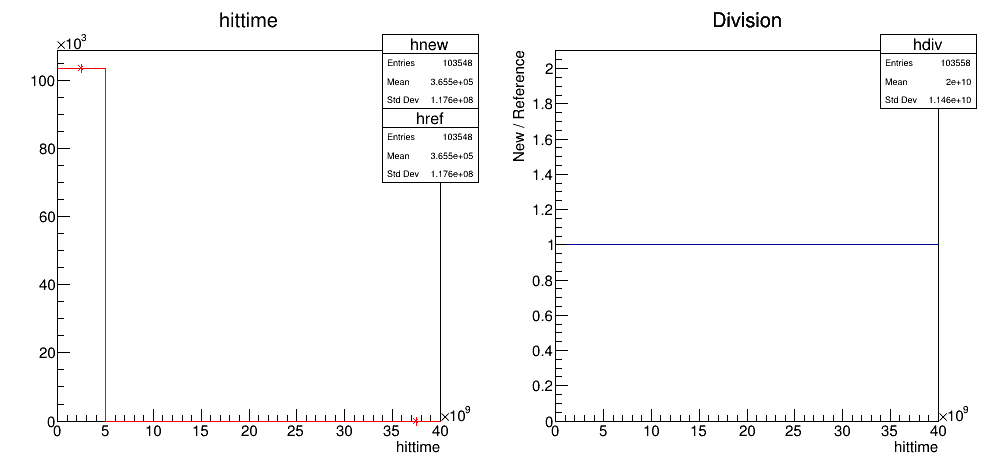 hittime
×10³
hnew
Entries 103548
Mean 3.655e+05
Std Dev 1.176e+08
href
Entries 103548
Mean 3.655e+05
Std Dev 1.176e+08
100
80
60
40
20
0
0 5 10 15 20 25 30 35 40
×10⁹
hittime
Division
hdiv
Entries 103558
Mean 2e+10
Std Dev 1.146e+10
New / Reference
2
1.8
1.6
1.4
1.2
1
0.8
0.6
0.4
0.2
0
0 5 10 15 20 25 30 35 40
×10⁹
hittime